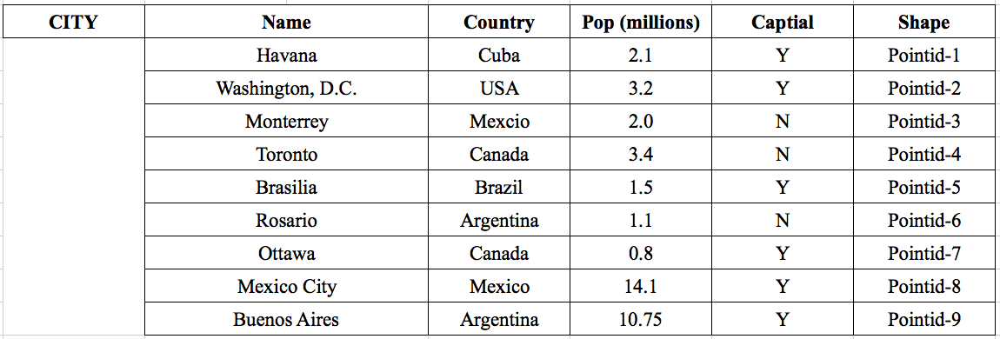 CITY Name Country Pop (millions) Captial Shape
Havana Cuba 2.1 Y Pointid-1
Washington, D.C. USA 3.2 Y Pointid-2
Monterrey Mexcio 2.0 N Pointid-3
Toronto Canada 3.4 N Pointid-4
Brasilia Brazil 1.5 Y Pointid-5
Rosario Argentina 1.1 N Pointid-6
Ottawa Canada 0.8 Y Pointid-7
Mexico City Mexico 14.1 Y Pointid-8
Buenos Aires Argentina 10.75 Y Pointid-9